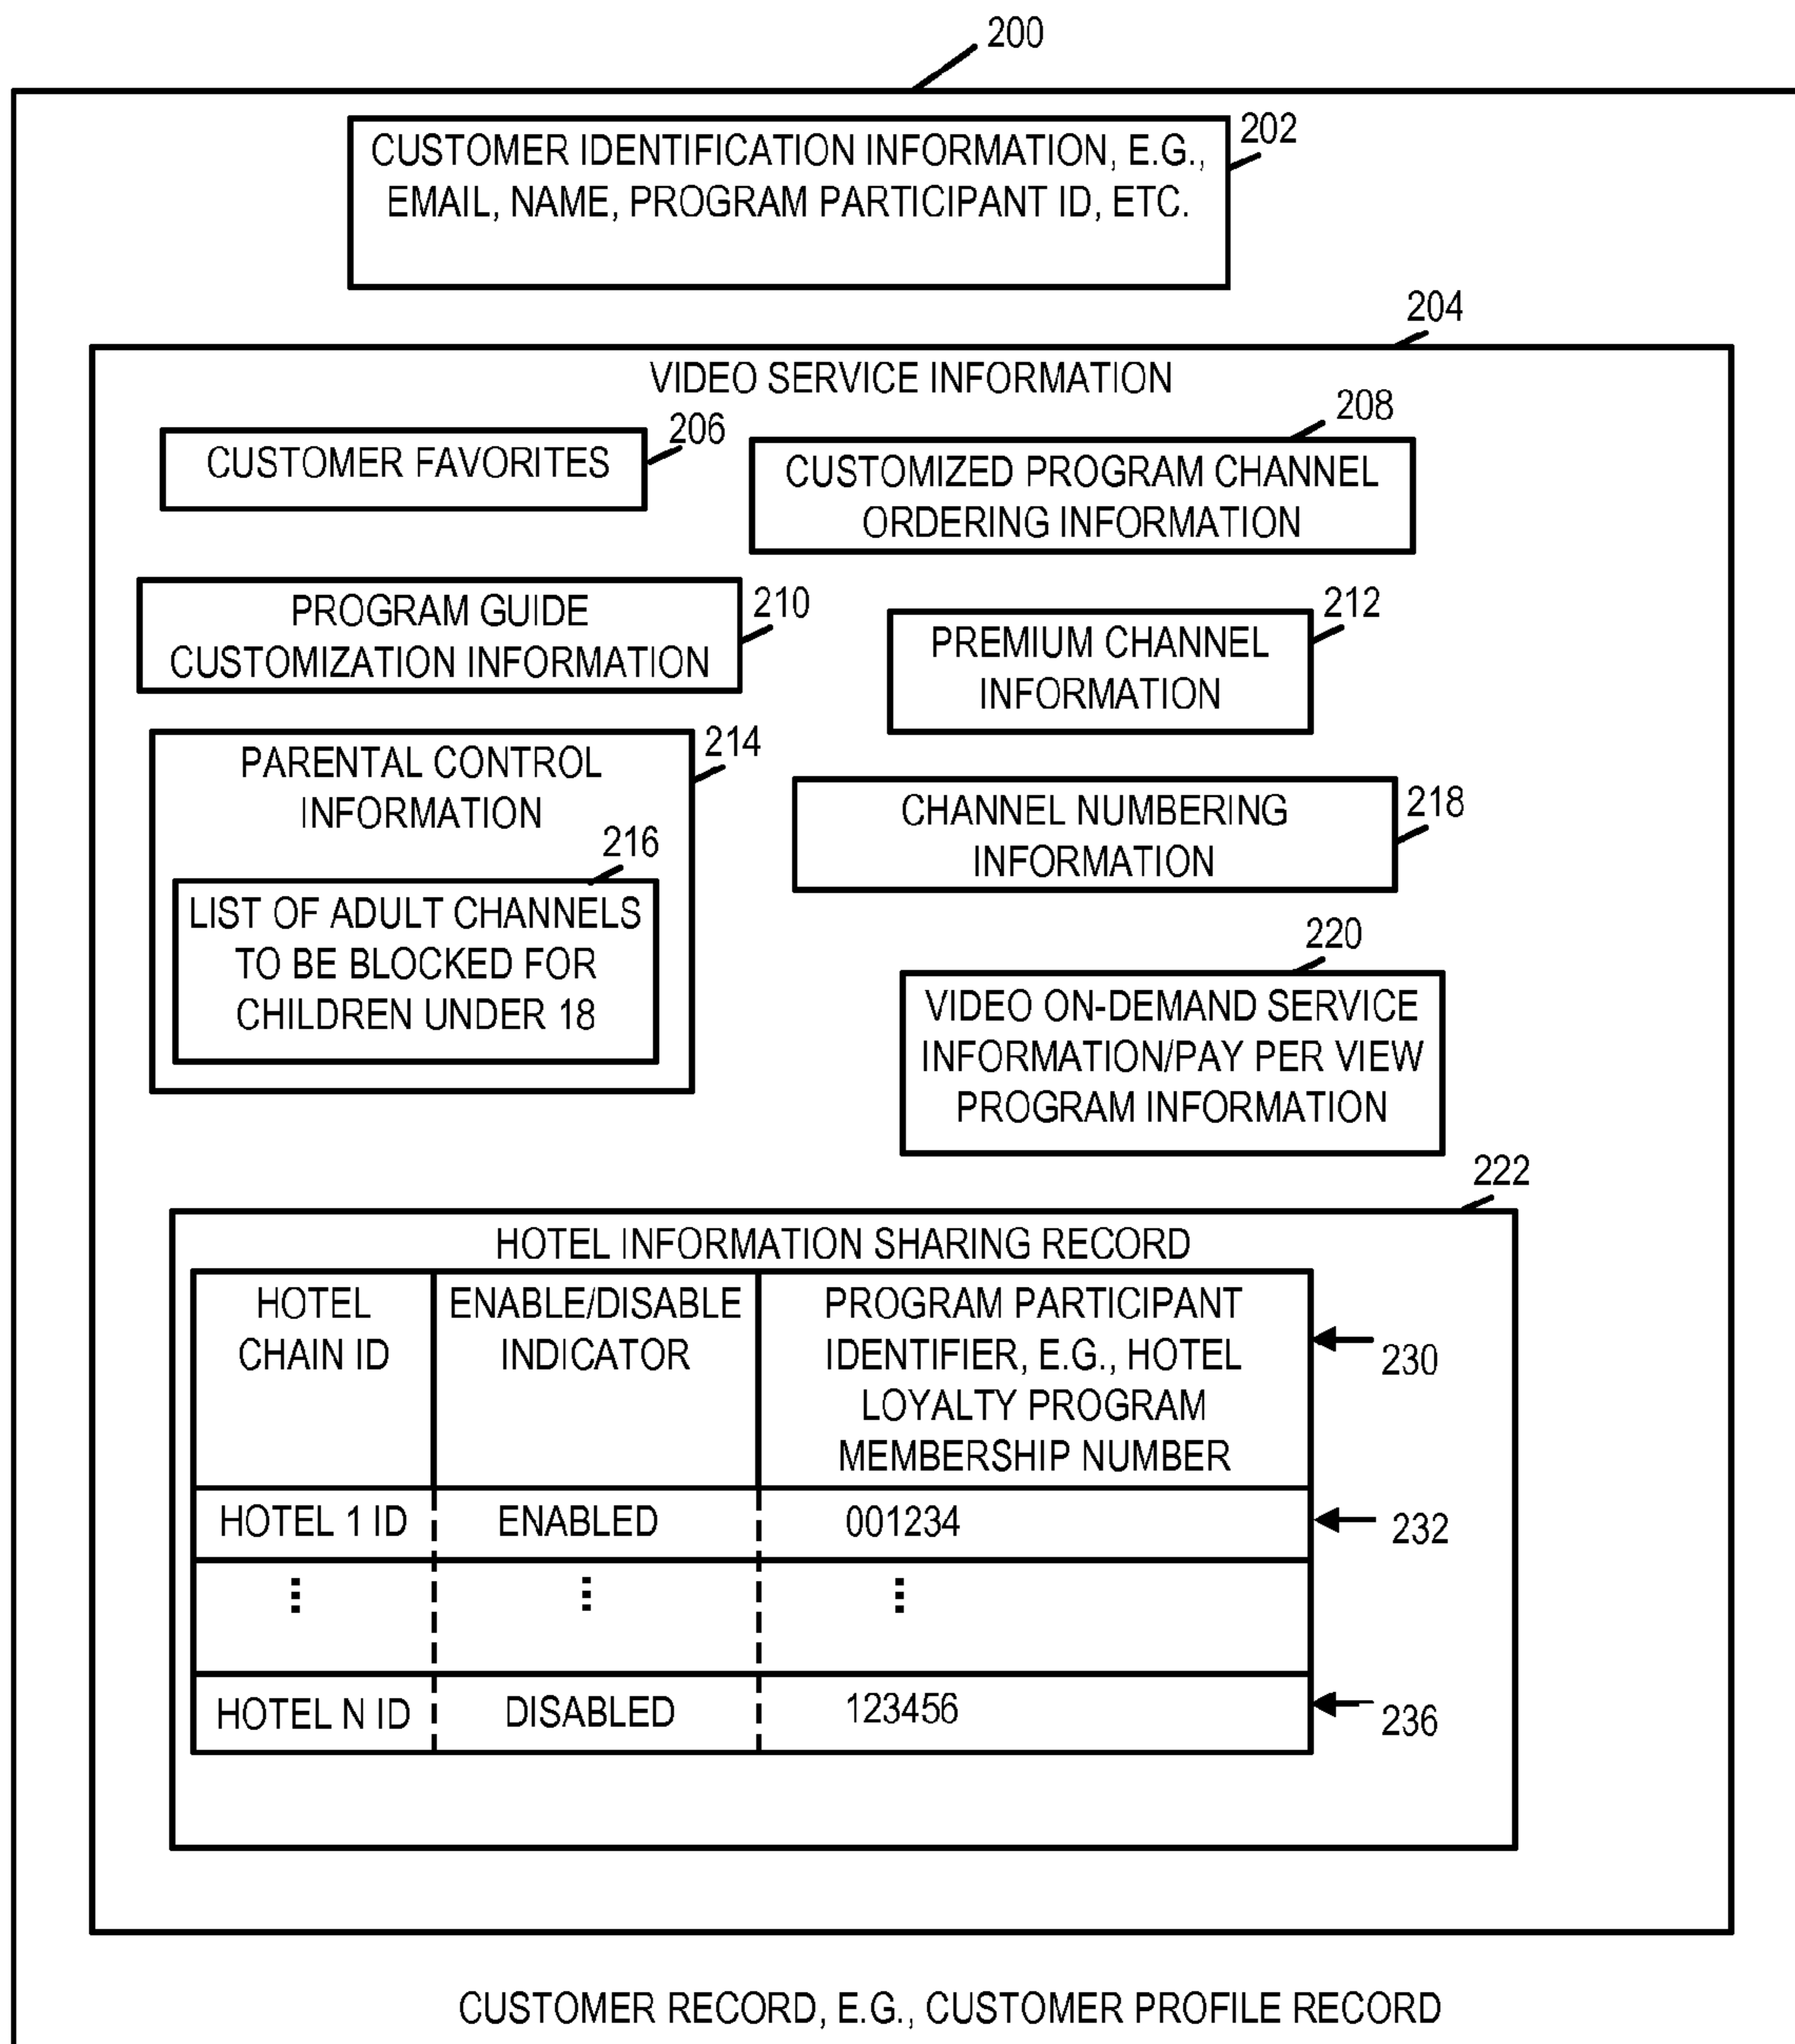 200
CUSTOMER IDENTIFICATION INFORMATION, E.G.,
EMAIL, NAME, PROGRAM PARTICIPANT ID, ETC.
202
204
VIDEO SERVICE INFORMATION
CUSTOMER FAVORITES
206
208
CUSTOMIZED PROGRAM CHANNEL
ORDERING INFORMATION
PROGRAM GUIDE
CUSTOMIZATION INFORMATION
210
PREMIUM CHANNEL
INFORMATION
212
PARENTAL CONTROL
INFORMATION
214
216
LIST OF ADULT CHANNELS
TO BE BLOCKED FOR
CHILDREN UNDER 18
CHANNEL NUMBERING
INFORMATION
218
220
VIDEO ON-DEMAND SERVICE
INFORMATION/PAY PER VIEW
PROGRAM INFORMATION
222
HOTEL INFORMATION SHARING RECORD
HOTEL
CHAIN ID
ENABLE/DISABLE
INDICATOR
PROGRAM PARTICIPANT
IDENTIFIER, E.G., HOTEL
LOYALTY PROGRAM
MEMBERSHIP NUMBER
230
HOTEL 1 ID ENABLED 001234 232
⋮ ⋮ ⋮
HOTEL N ID DISABLED 123456 236
CUSTOMER RECORD, E.G., CUSTOMER PROFILE RECORD